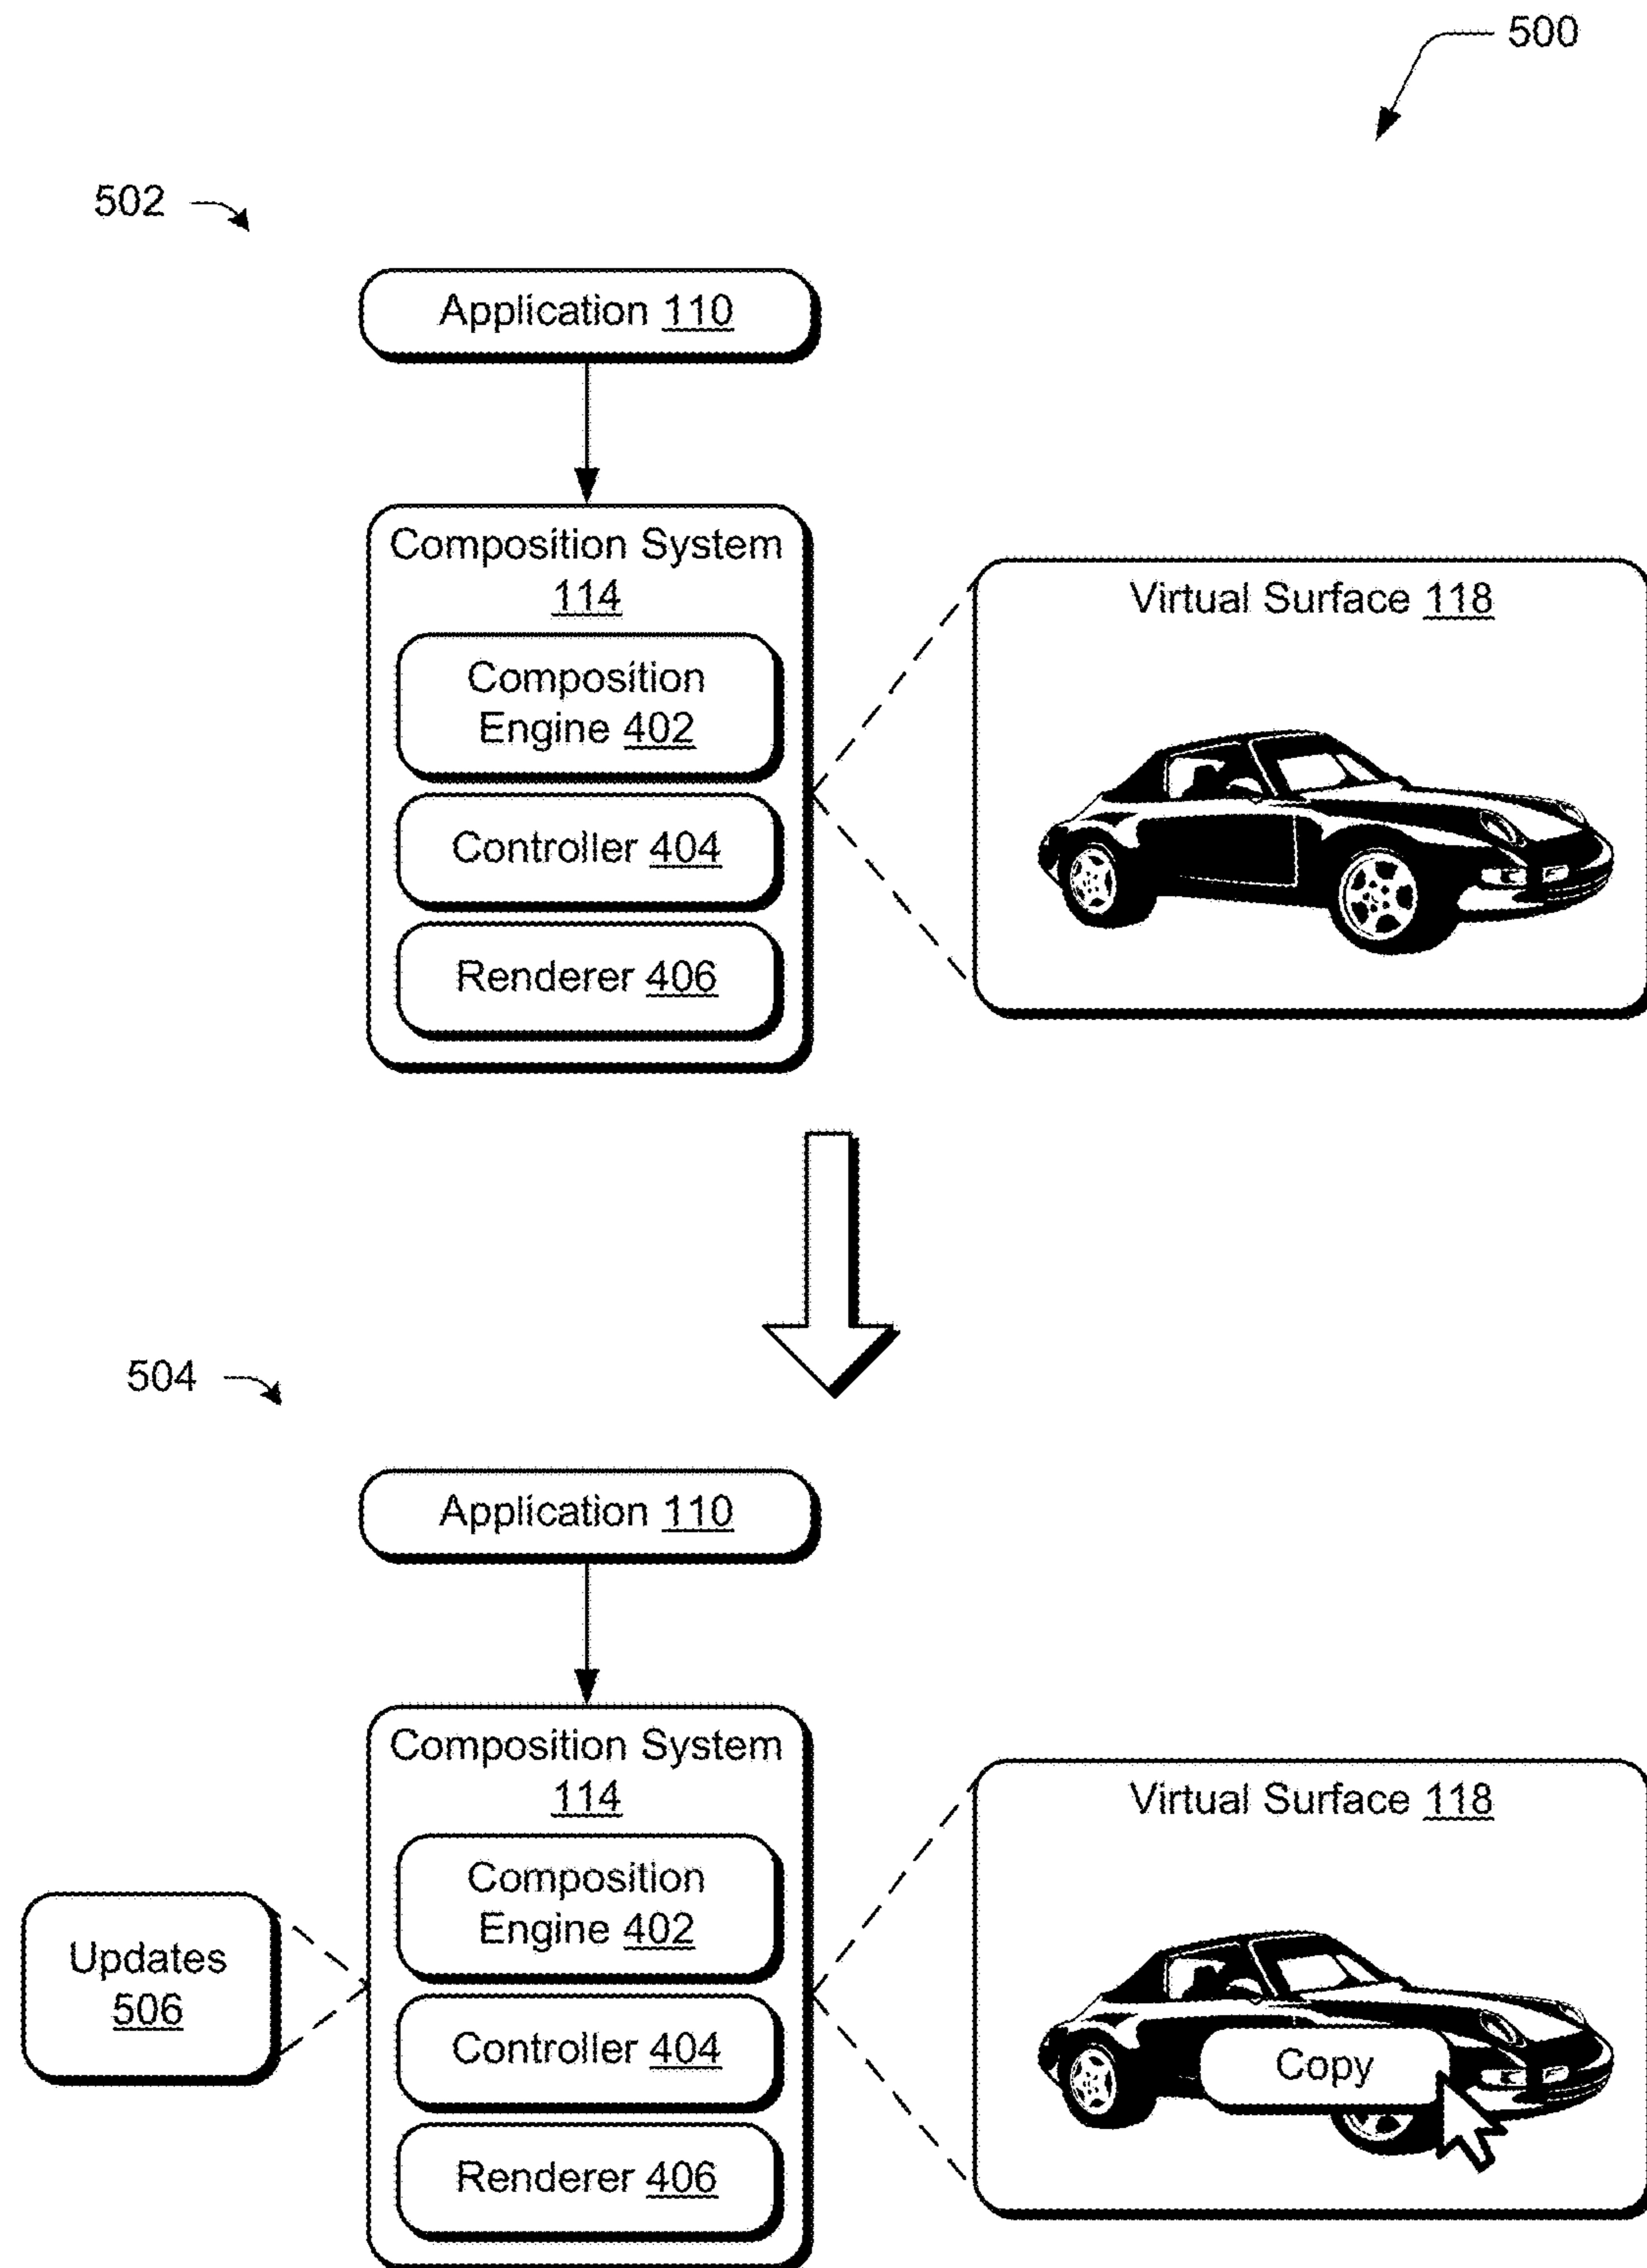 500
502
Application 110
Composition System
114
Composition
Engine 402
Controller 404
Renderer 406
Virtual Surface 118
504
Application 110
Composition System
114
Composition
Engine 402
Controller 404
Renderer 406
Updates
506
Virtual Surface 118
Copy